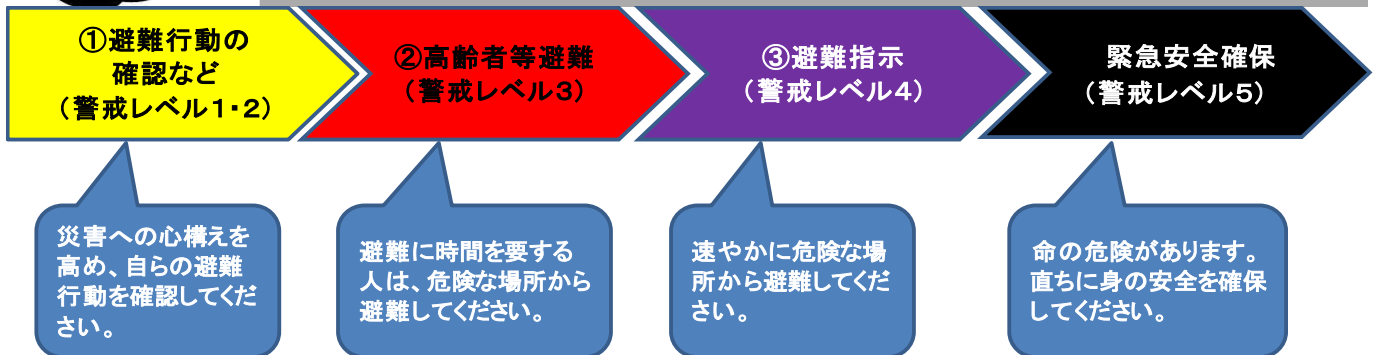 ①避難行動の
確認など
(警戒レベル1・2)
②高齢者等避難
(警戒レベル3)
③避難指示
(警戒レベル4)
緊急安全確保
(警戒レベル5)
災害への心構えを
高め、自らの避難
行動を確認してくだ
さい。
避難に時間を要する
人は、危険な場所から
避難してください。
速やかに危険な場
所から避難してくだ
さい。
命の危険があります。
直ちに身の安全を確保
してください。